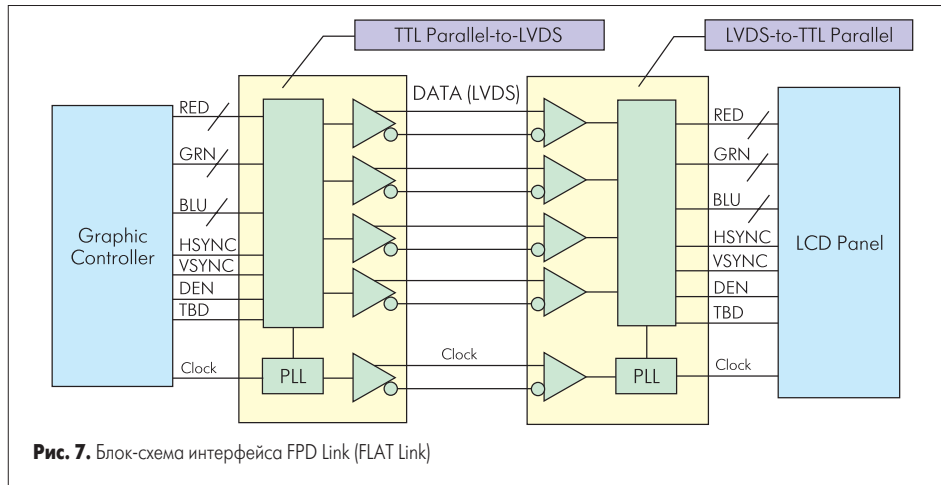 TTL Parallel-to-LVDS
LVDS-to-TTL Parallel
DATA (LVDS)
RED
GRN
BLU
HSYNC
VSYNC
DEN
TBD
Clock
Graphic
Controller
PLL
Clock
PLL
RED
GRN
BLU
HSYNC
VSYNC
DEN
TBD
Clock
LCD Panel
Рис. 7. Блок-схема интерфейса FPD Link (FLAT Link)